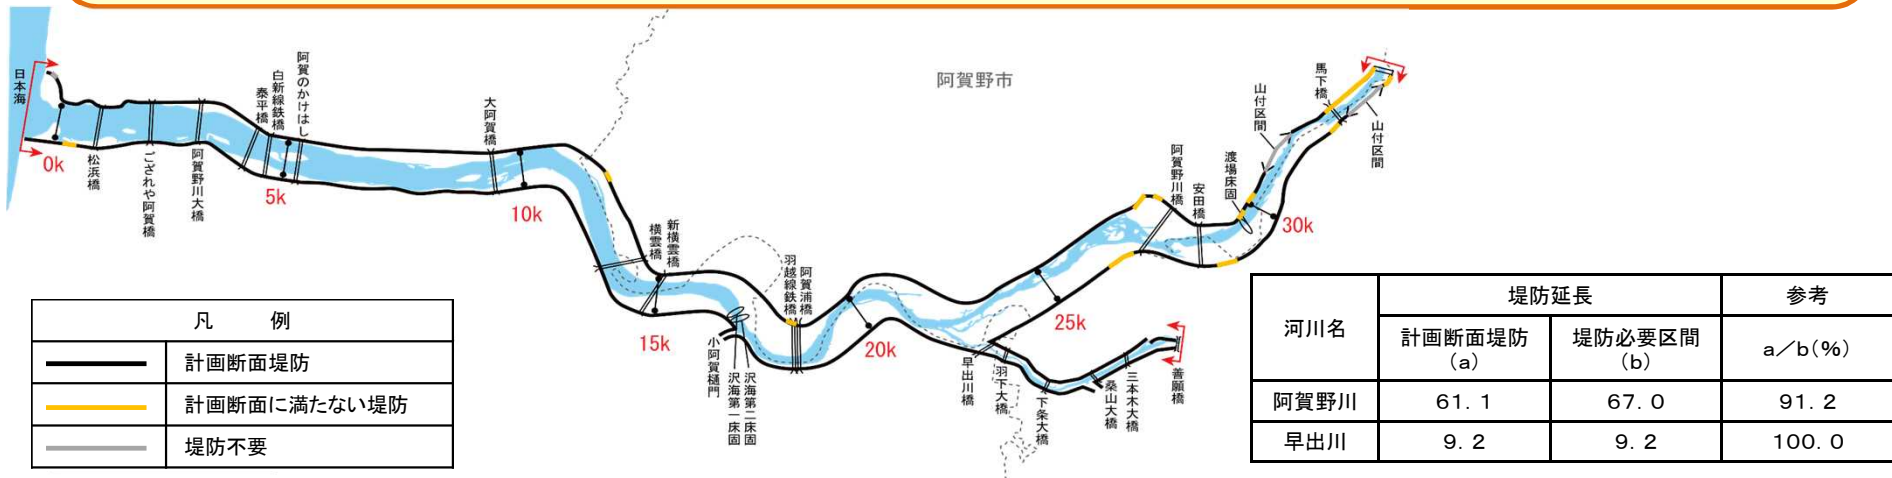 日本海
0k
松浜橋
ござれや阿賀橋
阿賀野川大橋
泰平橋
白新線鉄橋
阿賀のかけはし
5k
大阿賀橋
10k
阿賀野市
横雲橋
新横雲橋
15k
小阿賀樋門
沢海第一床固
沢海第二床固
羽越線鉄橋
阿賀浦橋
20k
早出川橋
羽下大橋
下条大橋
桑山大橋
三本木大橋
善願橋
25k
阿賀野川橋
安田橋
渡場床固
30k
山付区間
馬下橋
山付区間
凡 例
計画断面堤防
計画断面に満たない堤防
堤防不要
河川名
堤防延長
参考
計画断面堤防
(a)
堤防必要区間
(b)
a/b(%)
阿賀野川 61.1 67.0 91.2
早出川 9.2 9.2 100.0